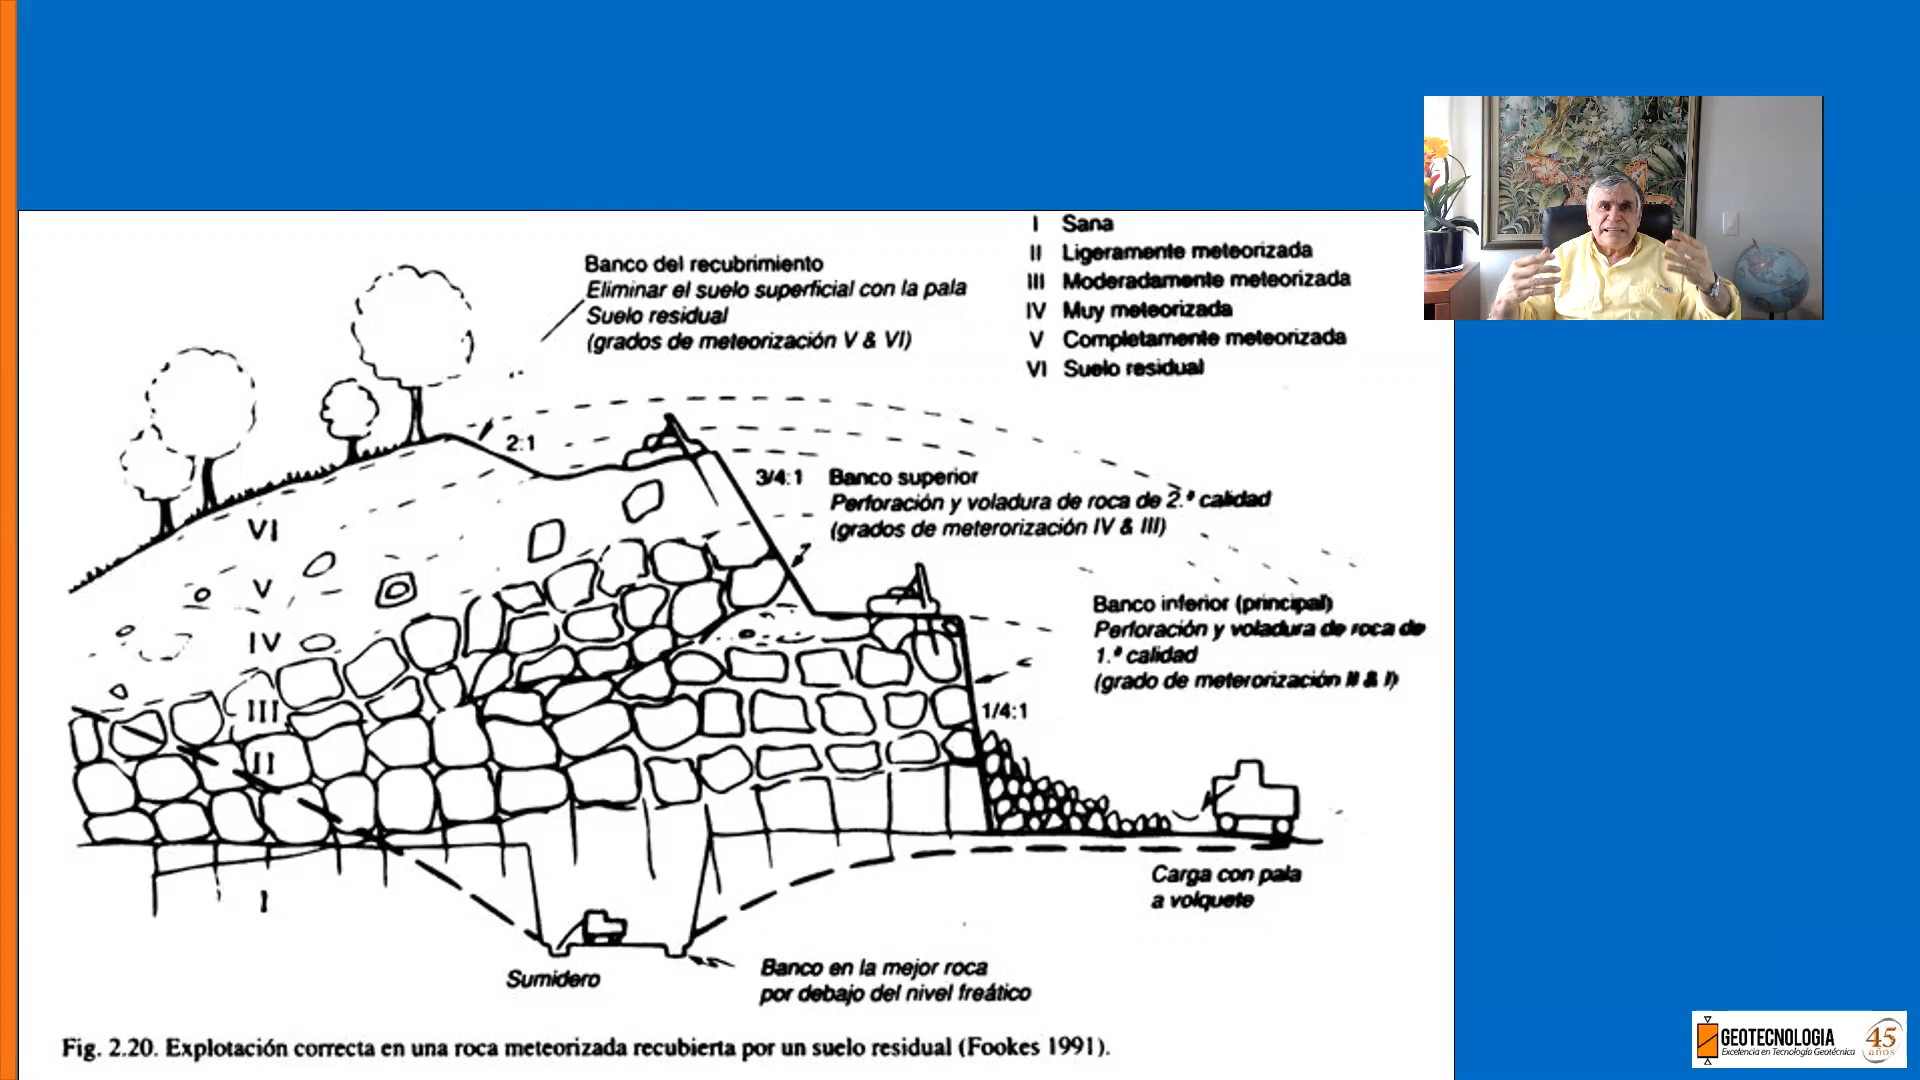 I Sana
II Ligeramente meteorizada
III Moderadamente meteorizada
IV Muy meteorizada
V Completamente meteorizada
VI Suelo residual
Banco del recubrimiento
Eliminar el suelo superficial con la pala
Suelo residual
(grados de meteorización V & VI)
2:1
3/4:1 Banco superior
Perforación y voladura de roca de 2.ª calidad
(grados de meterorización IV & III)
Banco inferior (principal)
Perforación y voladura de roca de
1.ª calidad
(grado de meterorización II & I)
1/4:1
VI
V
IV
III
II
I
Carga con pala
a volquete
Sumidero
Banco en la mejor roca
por debajo del nivel freático
Fig. 2.20. Explotación correcta en una roca meteorizada recubierta por un suelo residual (Fookes 1991).
GEOTECNOLOGIA
Excelencia en Tecnología Geotécnica
45
años